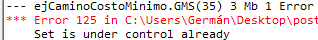 --- ejCaminoCostoMinimo.GMS(35) 3 Mb 1 Error
*** Error 125 in C:\Users\Germán\Desktop\post
Set is under control already